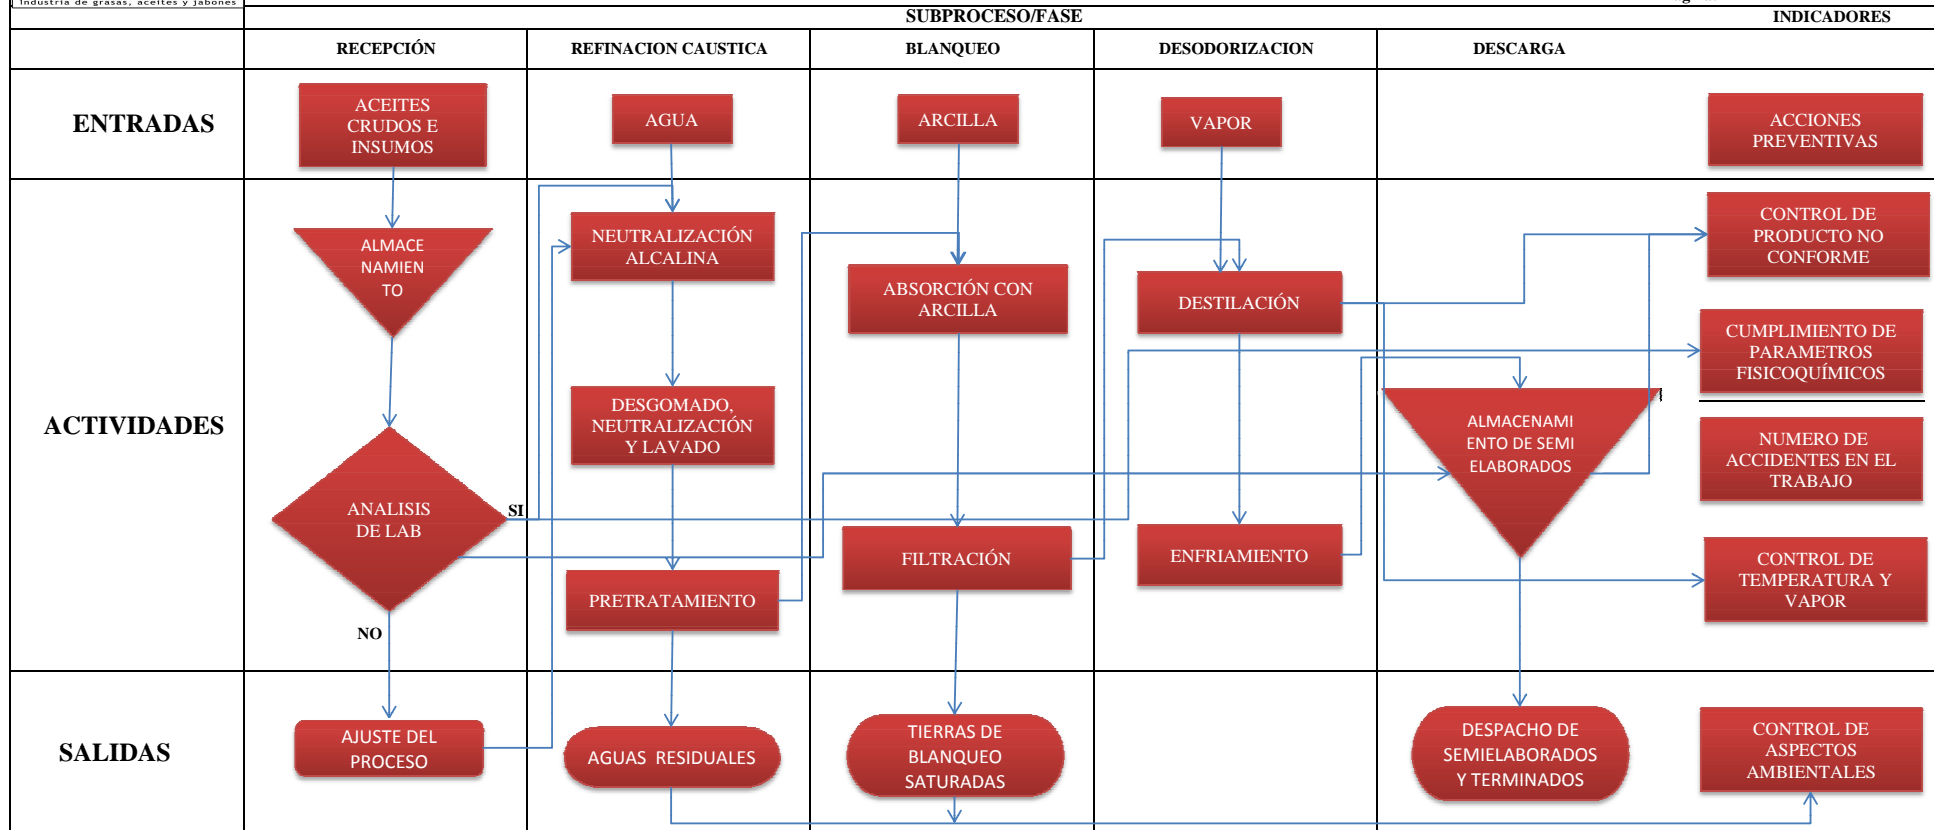 Industria de grasas, aceites y jabones
SUBPROCESO/FASE
INDICADORES
RECEPCIÓN
REFINACION CAUSTICA
BLANQUEO
DESODORIZACION
DESCARGA
ENTRADAS
ACEITES
CRUDOS E
INSUMOS
AGUA
ARCILLA
VAPOR
ACCIONES
PREVENTIVAS
ACTIVIDADES
ALMACE
NAMIEN
TO
ANALISIS
DE LAB
SI
NO
NEUTRALIZACIÓN
ALCALINA
DESGOMADO,
NEUTRALIZACIÓN
Y LAVADO
PRETRATAMIENTO
ABSORCIÓN CON
ARCILLA
FILTRACIÓN
DESTILACIÓN
ENFRIAMIENTO
ALMACENAMI
ENTO DE SEMI
ELABORADOS
CONTROL DE
PRODUCTO NO
CONFORME
CUMPLIMIENTO DE
PARAMETROS
FISICOQUÍMICOS
NUMERO DE
ACCIDENTES EN EL
TRABAJO
CONTROL DE
TEMPERATURA Y
VAPOR
SALIDAS
AJUSTE DEL
PROCESO
AGUAS RESIDUALES
TIERRAS DE
BLANQUEO
SATURADAS
DESPACHO DE
SEMIELABORADOS
Y TERMINADOS
CONTROL DE
ASPECTOS
AMBIENTALES